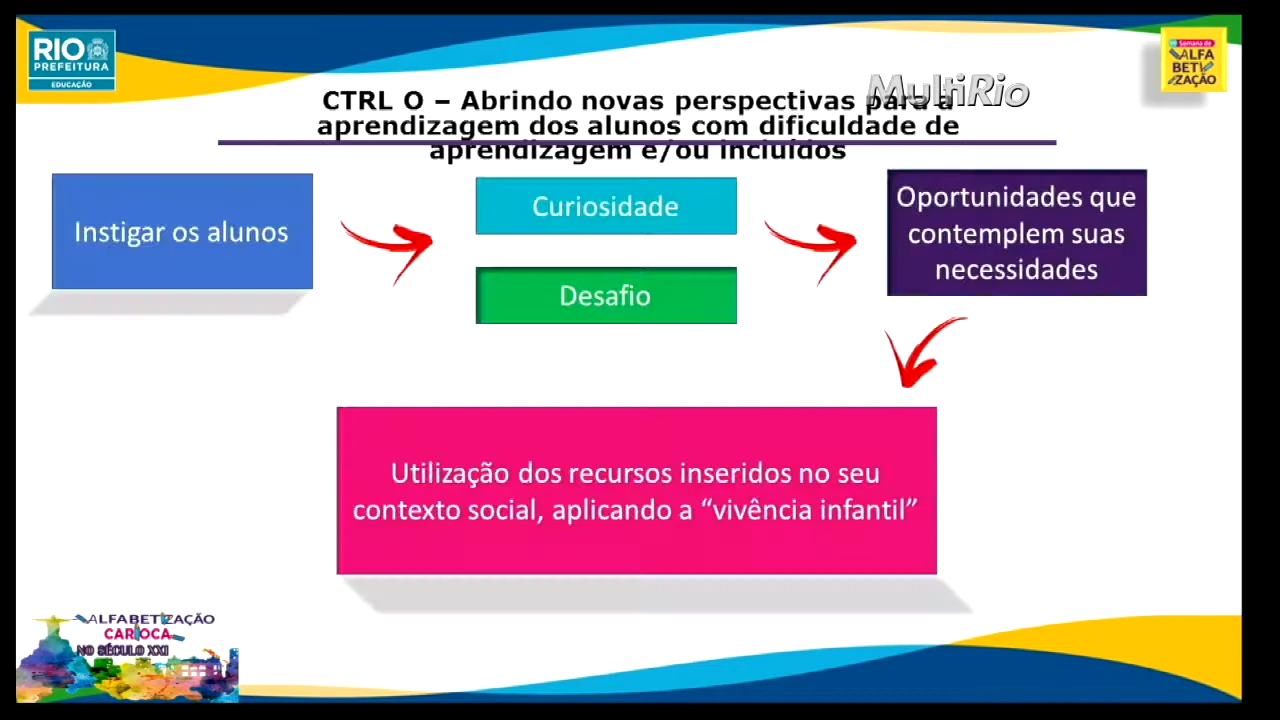 RIO
PREFEITURA
EDUCAÇÃO
Semana de
ALFA
BETI
ZAÇÃO
MultiRio
CTRL O – Abrindo novas perspectivas para a
aprendizagem dos alunos com dificuldade de
aprendizagem e/ou incluídos
Instigar os alunos
Curiosidade
Desafio
Oportunidades que
contemplem suas
necessidades
Utilização dos recursos inseridos no seu
contexto social, aplicando a “vivência infantil”
ALFABETIZAÇÃO
CARIOCA
NO SÉCULO XXI